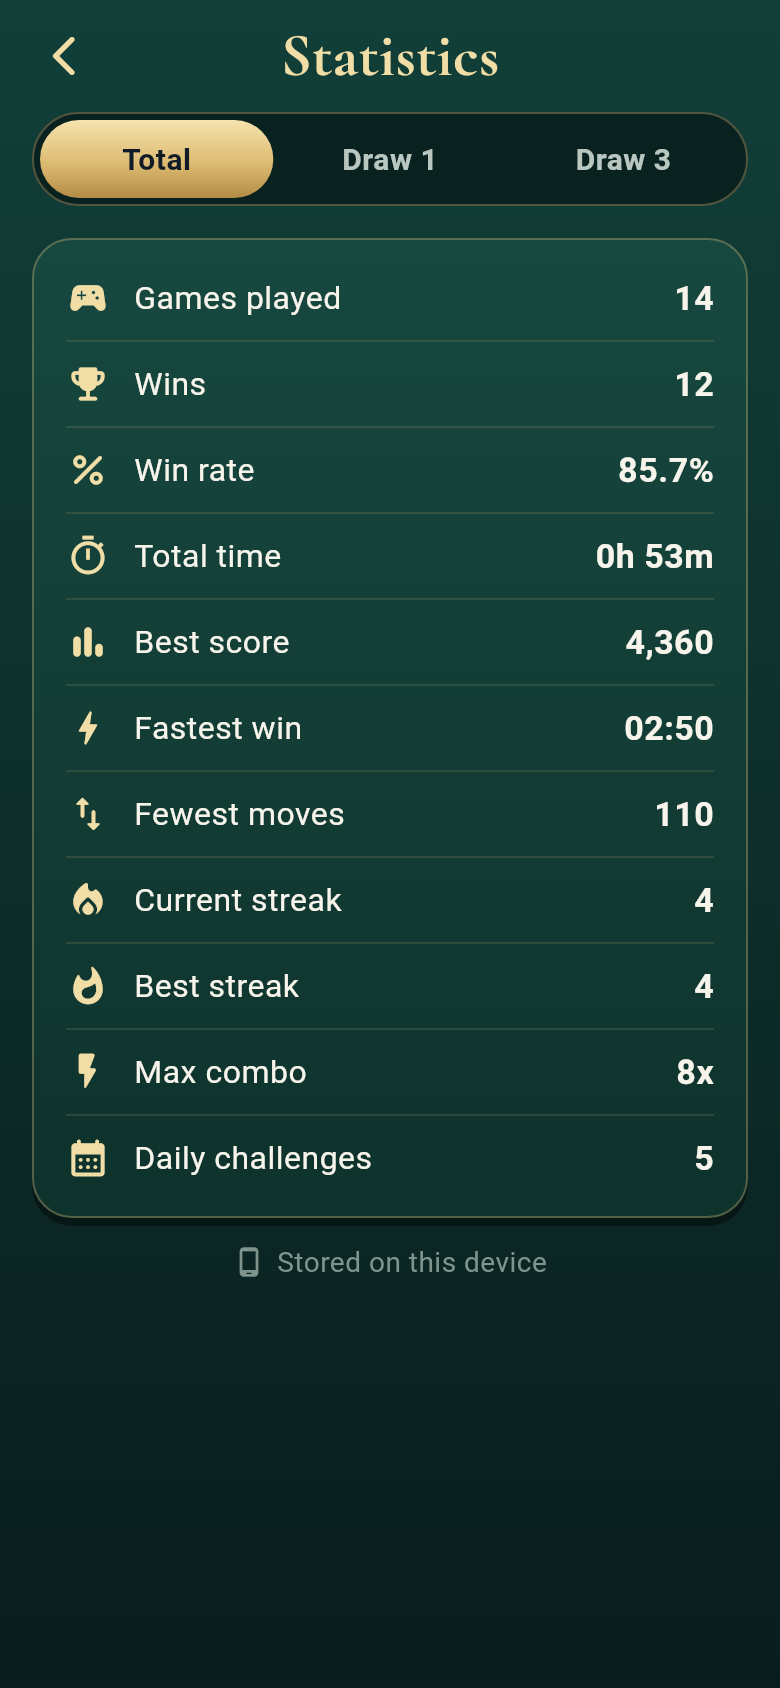 Statistics
Total Draw 1 Draw 3
Games played 14
Wins 12
Win rate 85.7%
Total time 0h 53m
Best score 4,360
Fastest win 02:50
Fewest moves 110
Current streak 4
Best streak 4
Max combo 8x
Daily challenges 5
Stored on this device